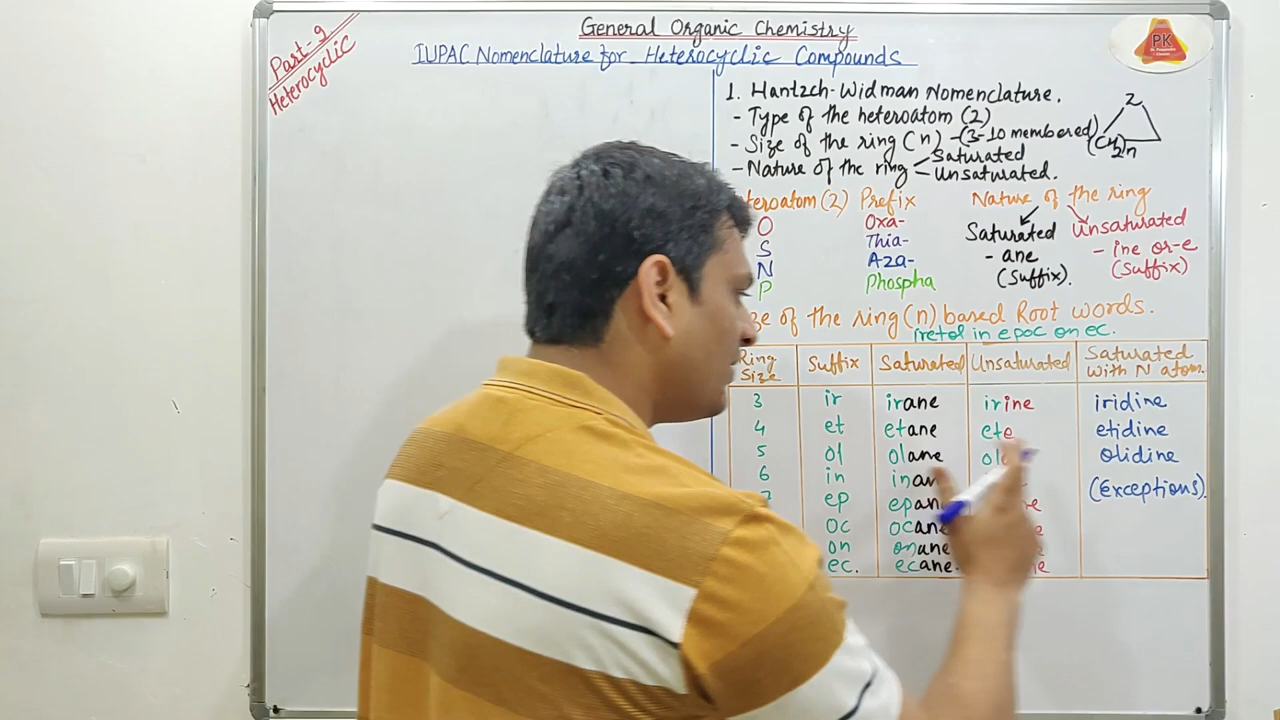 General Organic Chemistry
IUPAC Nomenclature for Heterocyclic Compounds
Part-9
Heterocyclic
PK
1. Hantzch-Widman Nomenclature.
- Type of the heteroatom (Z)
- Size of the ring (n) - (3-10 membered)
- Nature of the ring - Saturated
- Unsaturated.
Z
(CH2)n
(Z) Prefix
O Oxa-
S Thia-
N Aza-
P Phospha
Nature of the ring
Saturated
- ane
(Suffix).
Unsaturated
- ine or -e
(Suffix)
of the ring (n) based Root words.
iretol in epoc on ec.
Ring Size Suffix Saturated Unsaturated Saturated with N atom.
3 ir irane irine iridine
4 et etane ete etidine
5 ol olane olidine
6 in (Exceptions).
ep
oc
on onane
ec. ecane.